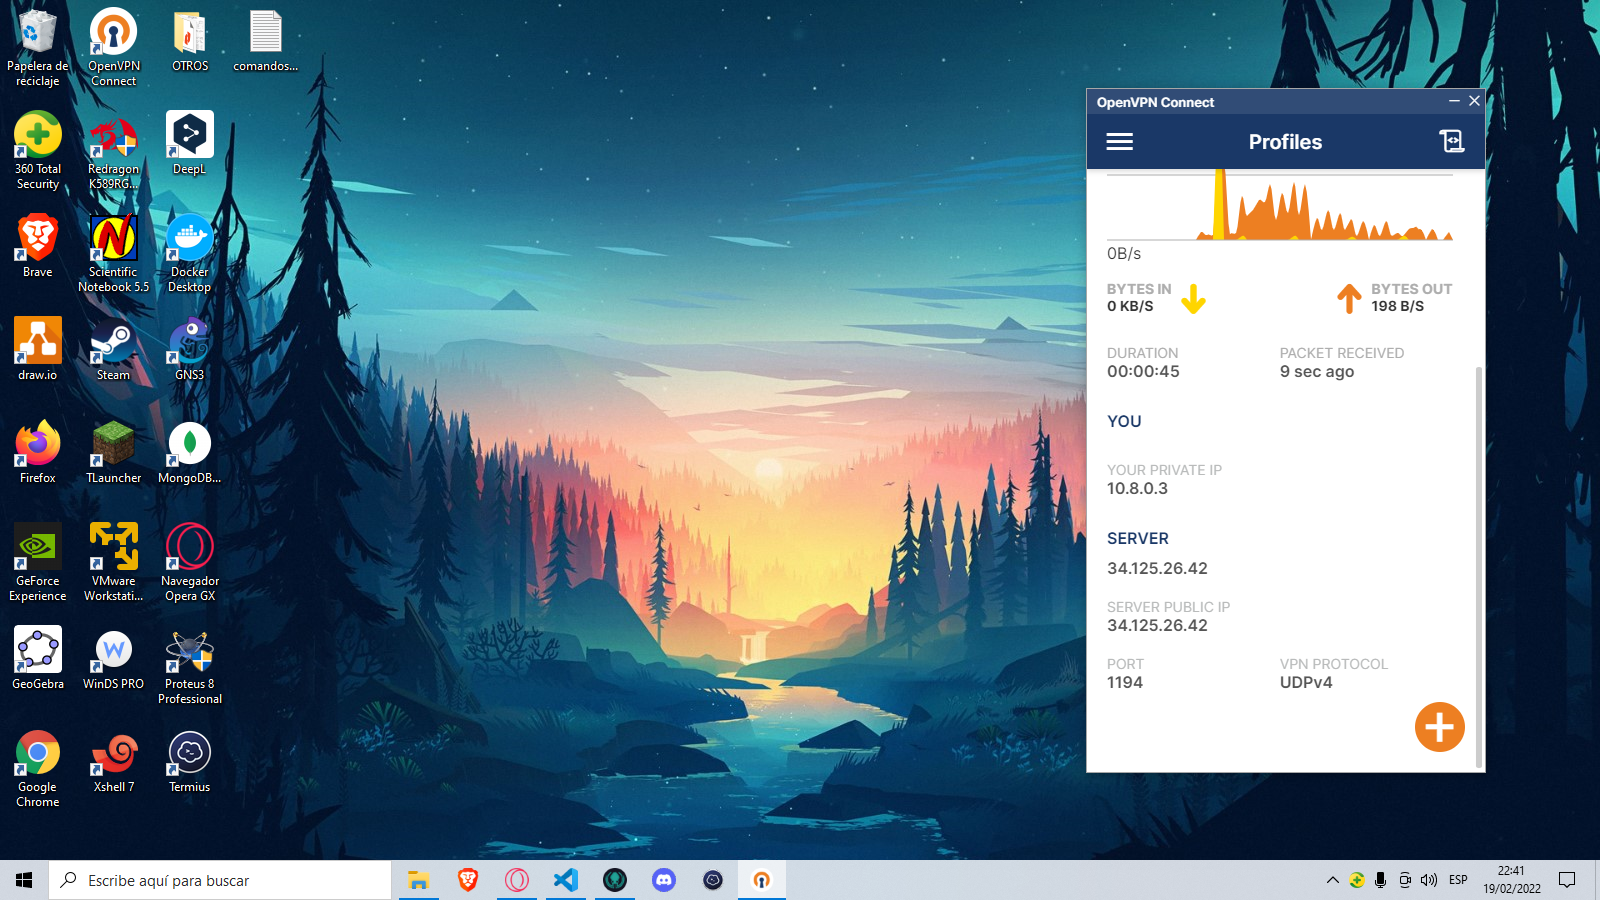 Papelera de
reciclaje
OpenVPN
Connect
OTROS
comandos...
360 Total
Security
Redragon
K589RG...
DeepL
Brave
Scientific
Notebook 5.5
Docker
Desktop
draw.io
Steam
GNS3
Firefox
TLauncher
MongoDB...
GeForce
Experience
VMware
Workstati...
Navegador
Opera GX
GeoGebra
WinDS PRO
Proteus 8
Professional
Google
Chrome
Xshell 7
Termius
OpenVPN Connect
Profiles
0B/s
BYTES IN
0 KB/S
BYTES OUT
198 B/S
DURATION
00:00:45
PACKET RECEIVED
9 sec ago
YOU
YOUR PRIVATE IP
10.8.0.3
SERVER
34.125.26.42
SERVER PUBLIC IP
34.125.26.42
PORT
1194
VPN PROTOCOL
UDPv4
Escribe aquí para buscar
ESP
22:41
19/02/2022